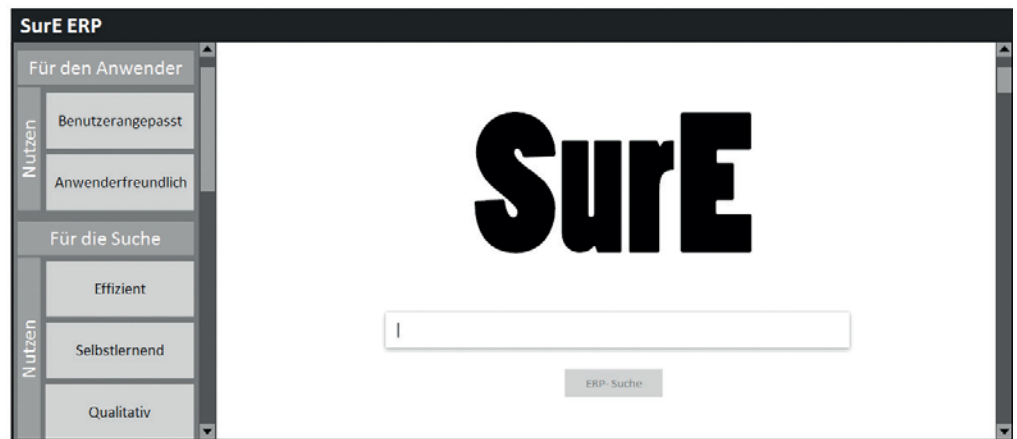 SurE ERP
Für den Anwender
Nutzen
Benutzerangepasst
Anwenderfreundlich
Für die Suche
Nutzen
Effizient
Selbstlernend
Qualitativ
SurE
ERP-Suche